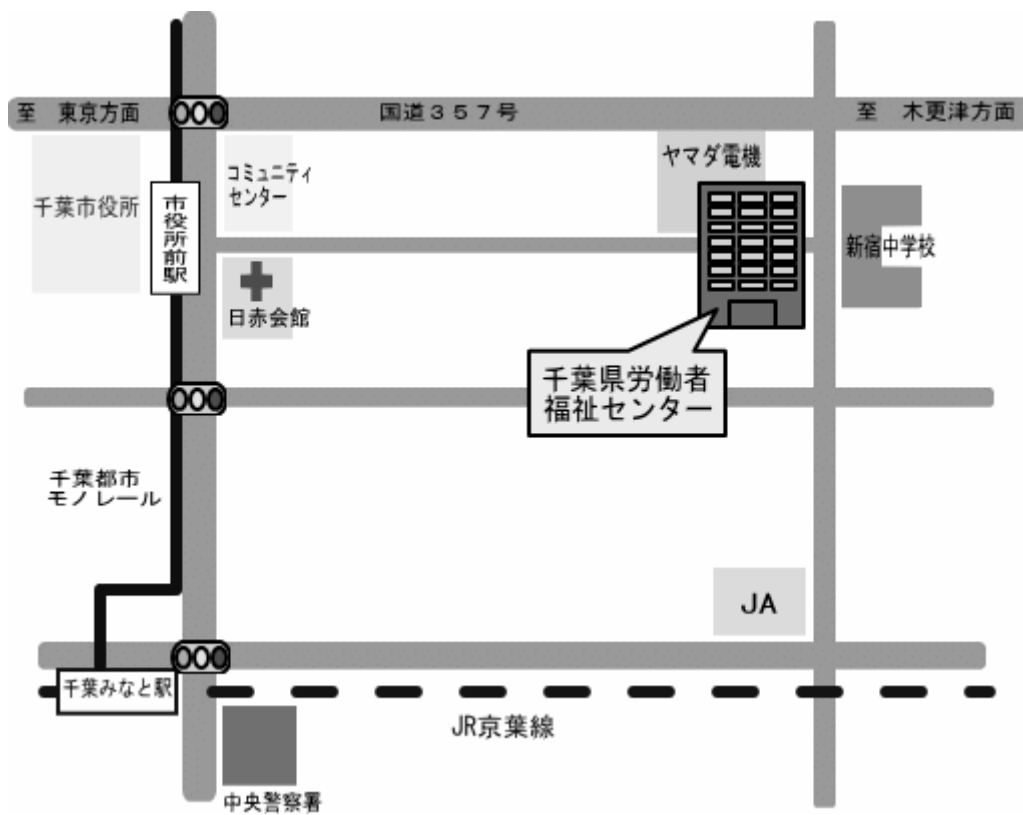 至　東京方面
国道３５７号
至　木更津方面
千葉市役所
市役所前駅
コミュニティ
センター
ヤマダ電機
新宿中学校
日赤会館
千葉県労働者
福祉センター
千葉都市
モノレール
JA
千葉みなと駅
JR京葉線
中央警察署